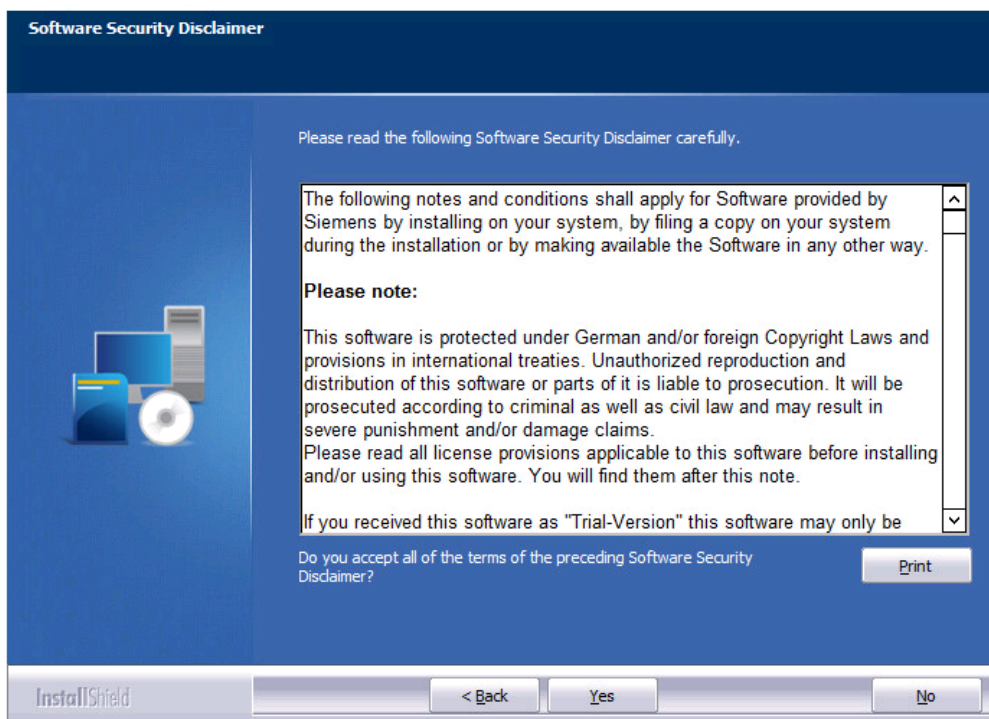 Software Security Disclaimer
Please read the following Software Security Disclaimer carefully.
The following notes and conditions shall apply for Software provided by
Siemens by installing on your system, by filing a copy on your system
during the installation or by making available the Software in any other way.
Please note:
This software is protected under German and/or foreign Copyright Laws and
provisions in international treaties. Unauthorized reproduction and
distribution of this software or parts of it is liable to prosecution. It will be
prosecuted according to criminal as well as civil law and may result in
severe punishment and/or damage claims.
Please read all license provisions applicable to this software before installing
and/or using this software. You will find them after this note.
If you received this software as "Trial-Version" this software may only be
Do you accept all of the terms of the preceding Software Security
Disclaimer?
Print
InstallShield
< Back
Yes
No